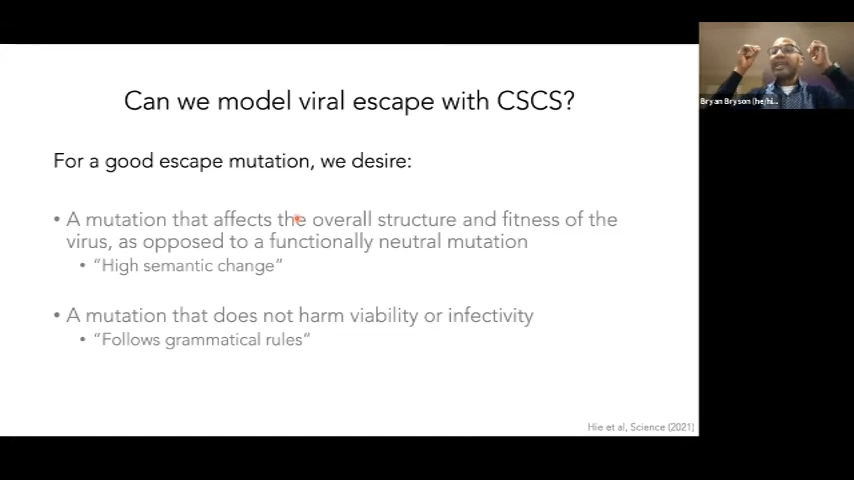 Can we model viral escape with CSCS?
For a good escape mutation, we desire:
• A mutation that affects the overall structure and fitness of the
virus, as opposed to a functionally neutral mutation
• “High semantic change”
• A mutation that does not harm viability or infectivity
• “Follows grammatical rules”
Hie et al, Science (2021)
Bryan Bryson (he/hi...